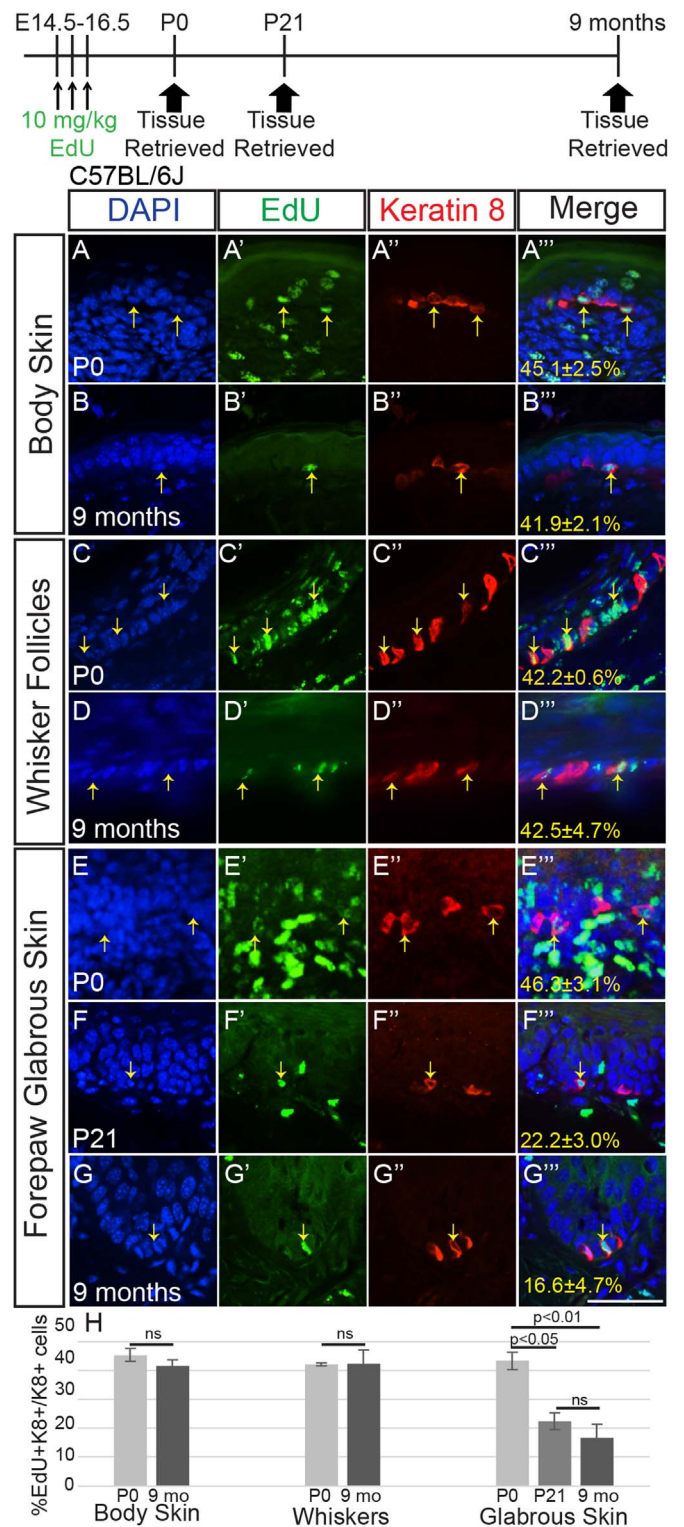 E14.5-16.5 P0 P21 9 months
10 mg/kg EdU
Tissue Retrieved
Tissue Retrieved
Tissue Retrieved
C57BL/6J
DAPI EdU Keratin 8 Merge
Body Skin
A A' A'' A'''
P0 45.1±2.5%
B B' B'' B'''
9 months 41.9±2.1%
Whisker Follicles
C C' C'' C'''
P0 42.2±0.6%
D D' D'' D'''
9 months 42.5±4.7%
Forepaw Glabrous Skin
E E' E'' E'''
P0 46.3±3.1%
F F' F'' F'''
P21 22.2±3.0%
G G' G'' G'''
9 months 16.6±4.7%
H
%EdU+K8+/K8+ cells
50
40
30
20
10
0
ns
ns
p<0.01
p<0.05
ns
P0 9 mo P0 9 mo P0 P21 9 mo
Body Skin Whiskers Glabrous Skin